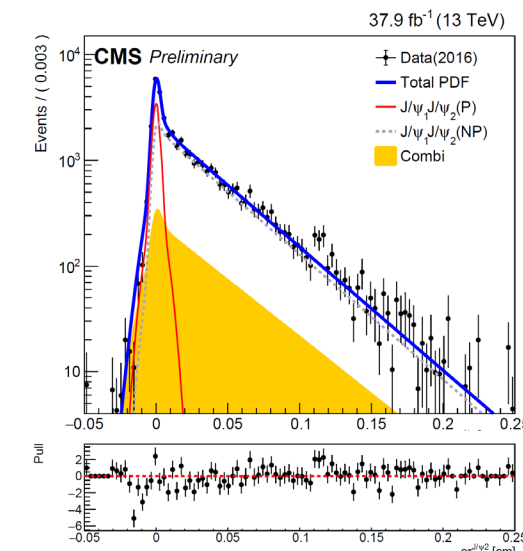 37.9 fb⁻¹ (13 TeV)
CMS Preliminary
Data(2016)
Total PDF
J/ψ₁J/ψ₂(P)
J/ψ₁J/ψ₂(NP)
Combi
Events / ( 0.003 )
10⁴
10³
10²
10
−0.05 0 0.05 0.1 0.15 0.2 0.25
Pull
2
0
−2
−4
−6
−0.05 0 0.05 0.1 0.15 0.2 0.25
[cm]